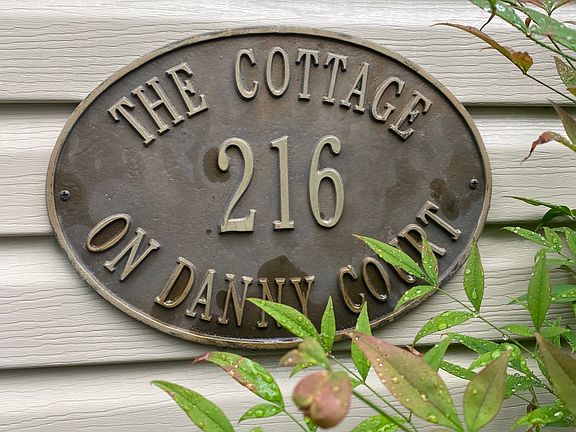 THE COTTAGE
216
ON DANNY COURT